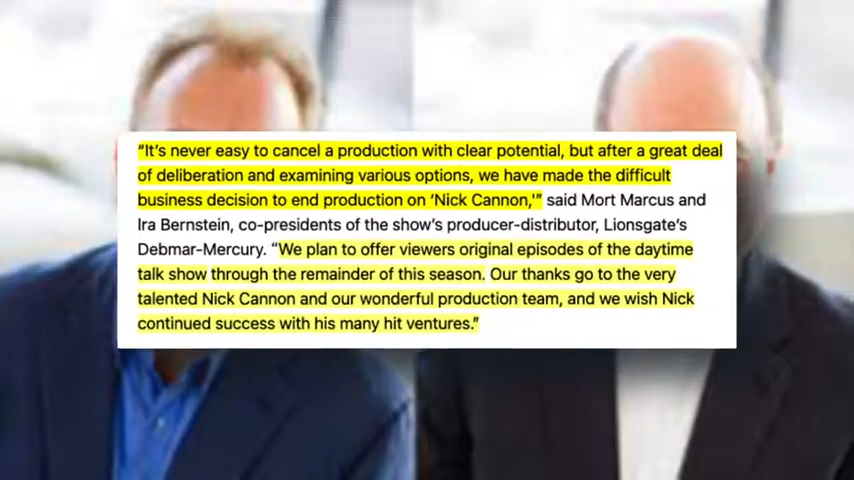 “It’s never easy to cancel a production with clear potential, but after a great deal
of deliberation and examining various options, we have made the difficult
business decision to end production on ‘Nick Cannon,'” said Mort Marcus and
Ira Bernstein, co-presidents of the show’s producer-distributor, Lionsgate’s
Debmar-Mercury. “We plan to offer viewers original episodes of the daytime
talk show through the remainder of this season. Our thanks go to the very
talented Nick Cannon and our wonderful production team, and we wish Nick
continued success with his many hit ventures.”